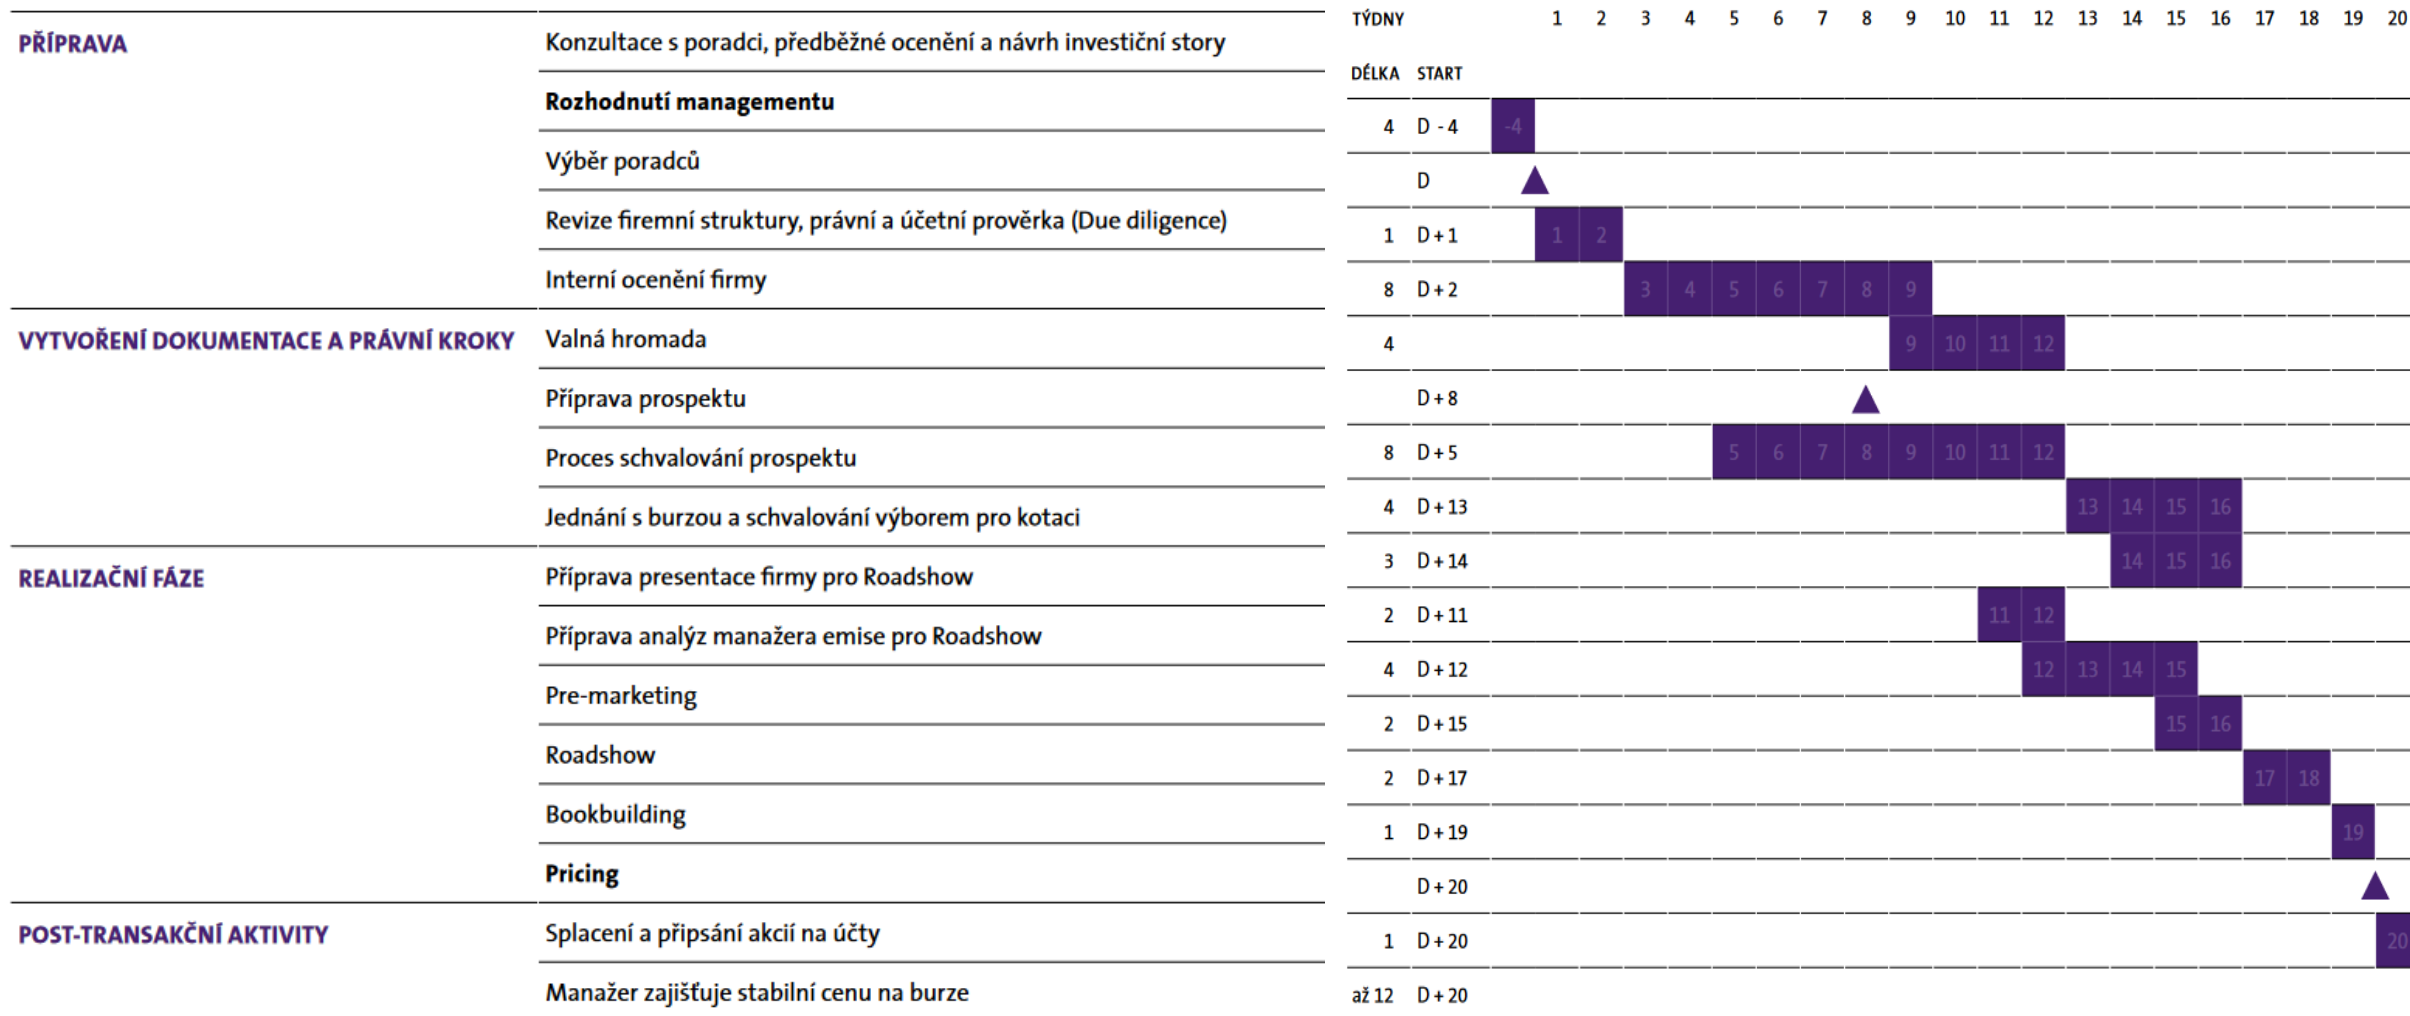 PŘÍPRAVA
Konzultace s poradci, předběžné ocenění a návrh investiční story
Rozhodnutí managementu
Výběr poradců
Revize firemní struktury, právní a účetní prověrka (Due diligence)
Interní ocenění firmy
VYTVOŘENÍ DOKUMENTACE A PRÁVNÍ KROKY
Valná hromada
Příprava prospektu
Proces schvalování prospektu
Jednání s burzou a schvalování výborem pro kotaci
REALIZAČNÍ FÁZE
Příprava presentace firmy pro Roadshow
Příprava analýz manažera emise pro Roadshow
Pre-marketing
Roadshow
Bookbuilding
Pricing
POST-TRANSAKČNÍ AKTIVITY
Splacení a připsání akcií na účty
Manažer zajišťuje stabilní cenu na burze
TÝDNY 1 2 3 4 5 6 7 8 9 10 11 12 13 14 15 16 17 18 19 20
DÉLKA START
4 D - 4 -4
D
1 D + 1 1 2
8 D + 2 3 4 5 6 7 8 9
4 9 10 11 12
D + 8
8 D + 5 5 6 7 8 9 10 11 12
4 D + 13 13 14 15 16
3 D + 14 14 15 16
2 D + 11 11 12
4 D + 12 12 13 14 15
2 D + 15 15 16
2 D + 17 17 18
1 D + 19 19
D + 20
1 D + 20 20
až 12 D + 20